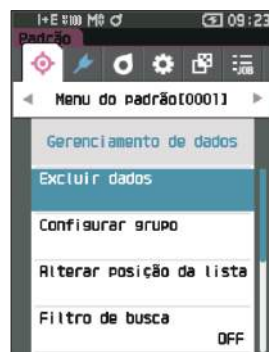 I+E M0 09:23
Padrão
JOB
Menu do padrão[0001]
Gerenciamento de dados
Excluir dados
Configurar grupo
Alterar posição da lista
Filtro de busca
OFF